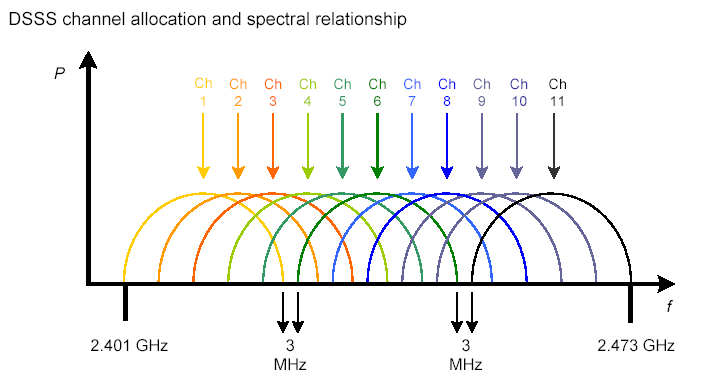 DSSS channel allocation and spectral relationship
P
Ch Ch Ch Ch Ch Ch Ch Ch Ch Ch Ch
1 2 3 4 5 6 7 8 9 10 11
f
2.401 GHz 3 3 2.473 GHz
MHz MHz